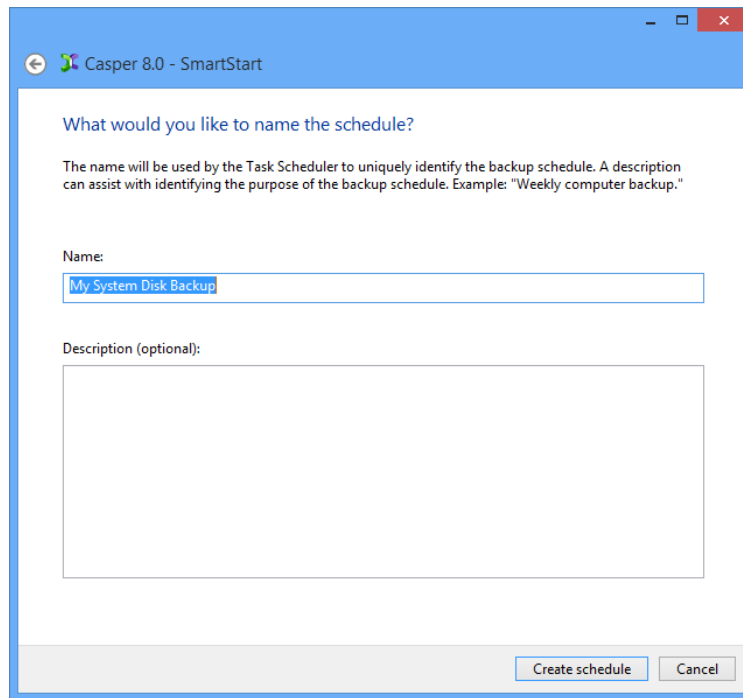 Casper 8.0 - SmartStart
What would you like to name the schedule?
The name will be used by the Task Scheduler to uniquely identify the backup schedule. A description
can assist with identifying the purpose of the backup schedule. Example: "Weekly computer backup."
Name:
My System Disk Backup
Description (optional):
Create schedule Cancel